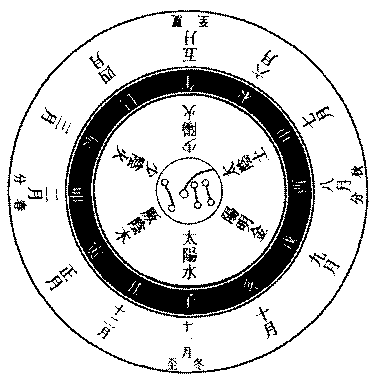 夏至
五月
六月
七月
八月
秋分
九月
十月
十一月
冬至
十二月
正月
二月
春分
三月
四月
午
未
申
酉
戌
亥
子
丑
寅
卯
辰
巳
少陽火
太陰土
陽明金
太陽水
厥陰木
少陰火